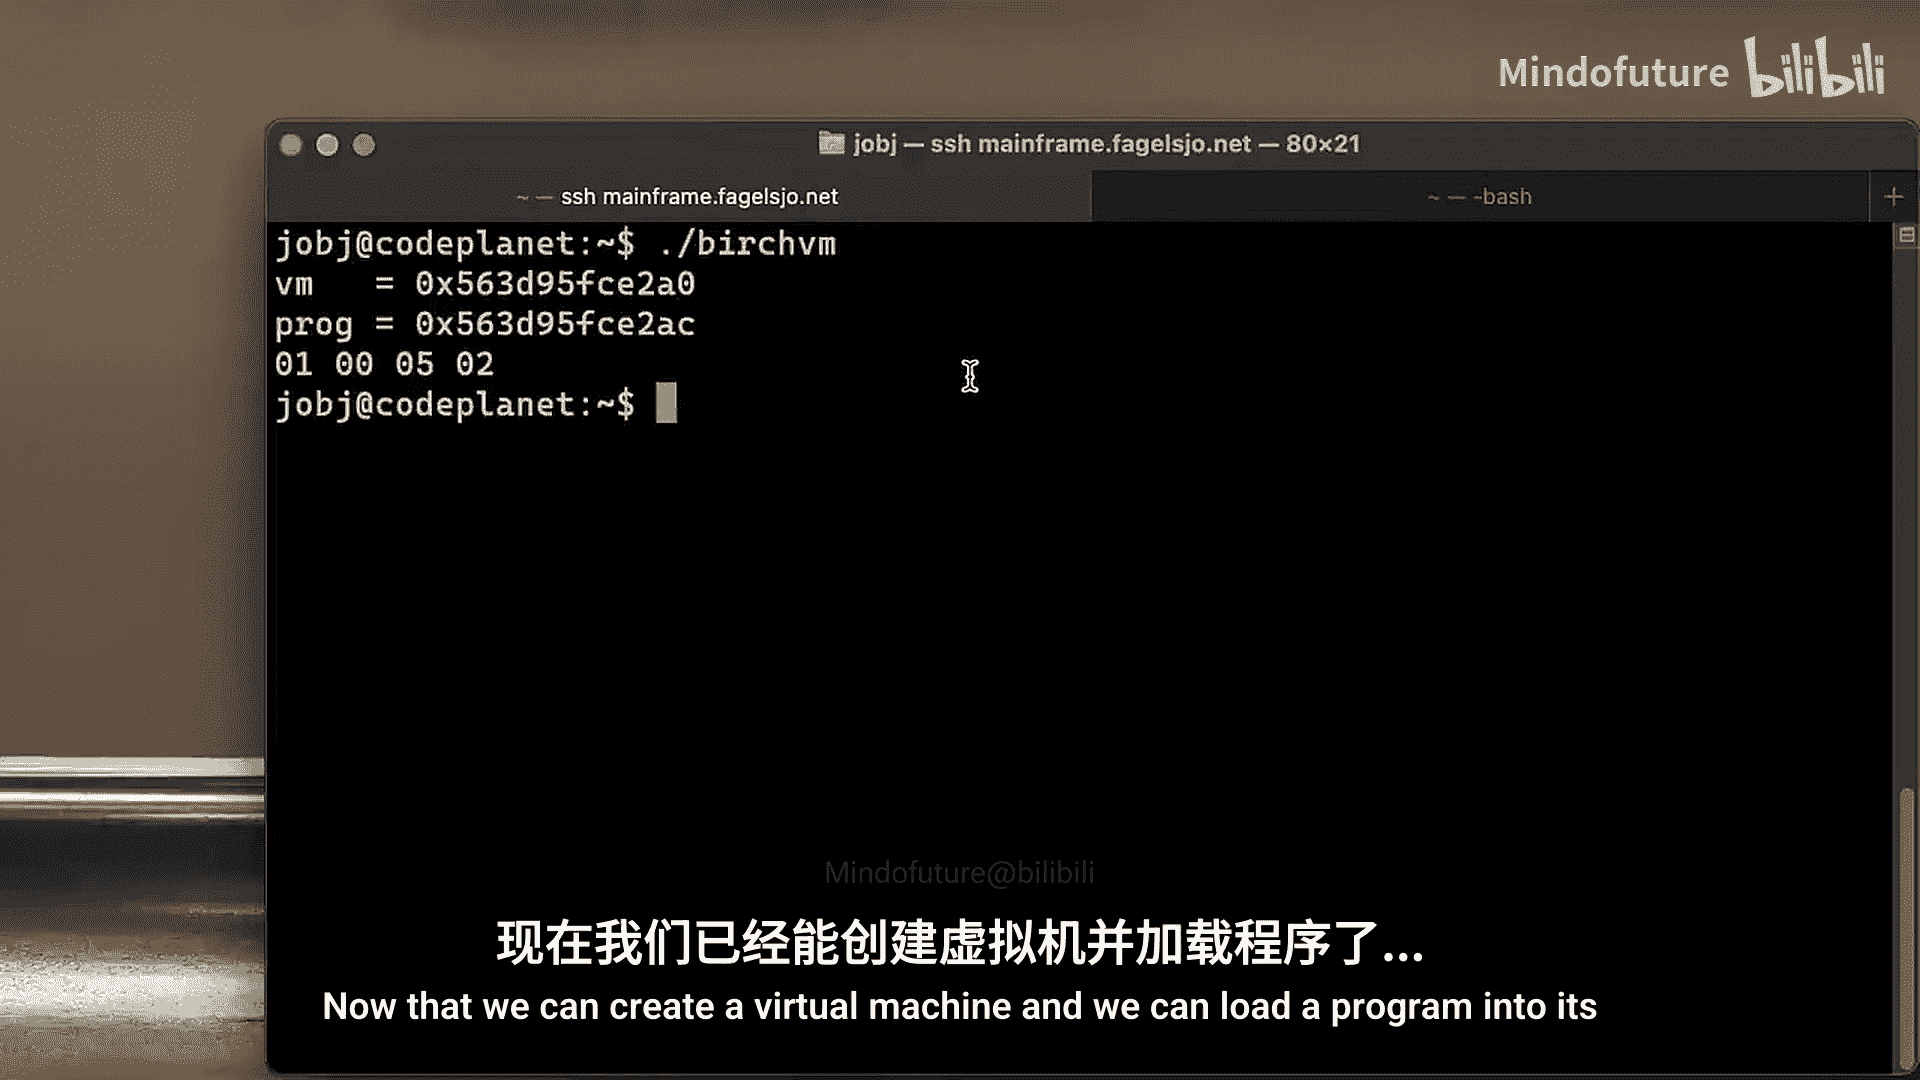 Mindofuture bilibili
jobj — ssh mainframe.fagelsjo.net — 80×21
~ — ssh mainframe.fagelsjo.net
~ — -bash
jobj@codeplanet:~$ ./birchvm
vm   = 0x563d95fce2a0
prog = 0x563d95fce2ac
01 00 05 02
jobj@codeplanet:~$
Mindofuture@bilibili
现在我们已经能创建虚拟机并加载程序了...
Now that we can create a virtual machine and we can load a program into its